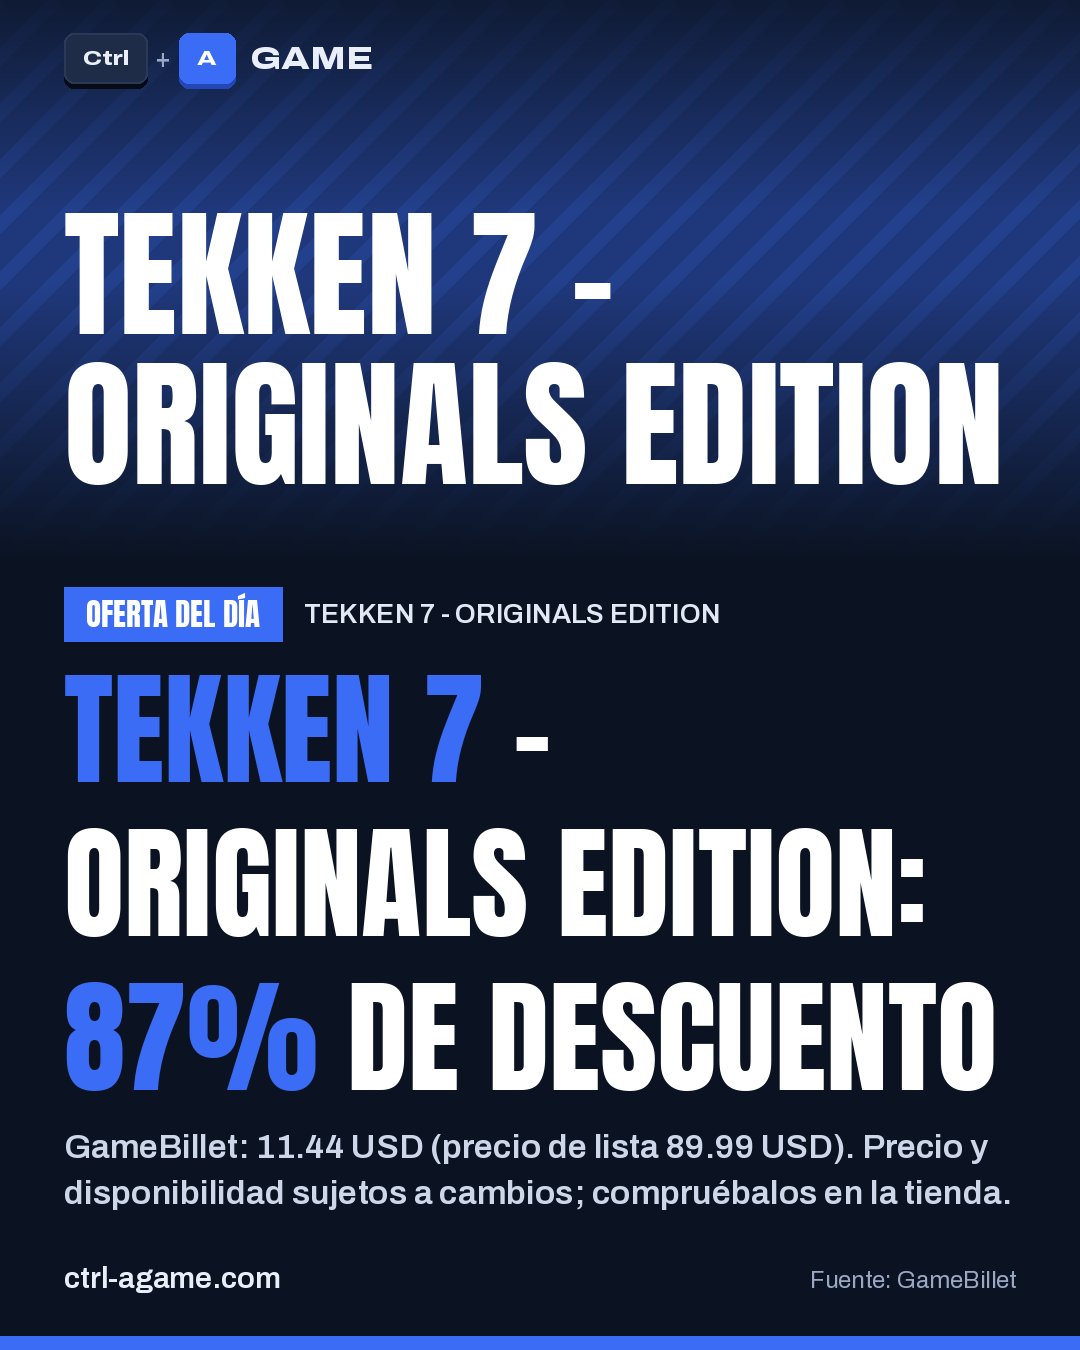 Ctrl + A GAME
TEKKEN 7 -
ORIGINALS EDITION
OFERTA DEL DÍA TEKKEN 7 - ORIGINALS EDITION
TEKKEN 7 -
ORIGINALS EDITION:
87% DE DESCUENTO
GameBillet: 11.44 USD (precio de lista 89.99 USD). Precio y
disponibilidad sujetos a cambios; compruébalos en la tienda.
ctrl-agame.com Fuente: GameBillet